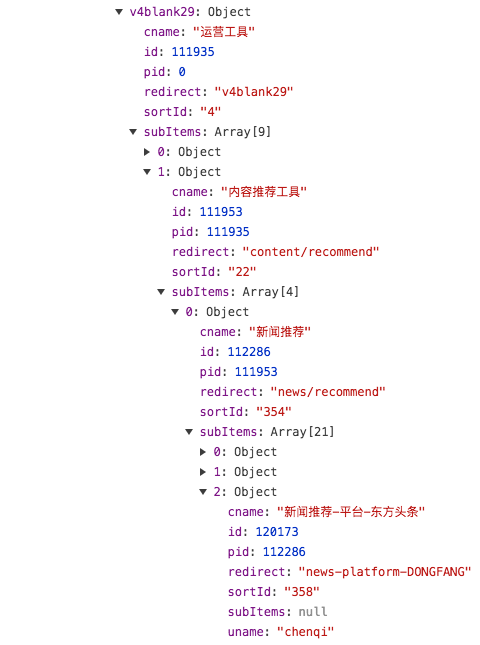 v4blank29: Object
cname: "运营工具"
id: 111935
pid: 0
redirect: "v4blank29"
sortId: "4"
subItems: Array[9]
0: Object
1: Object
cname: "内容推荐工具"
id: 111953
pid: 111935
redirect: "content/recommend"
sortId: "22"
subItems: Array[4]
0: Object
cname: "新闻推荐"
id: 112286
pid: 111953
redirect: "news/recommend"
sortId: "354"
subItems: Array[21]
0: Object
1: Object
2: Object
cname: "新闻推荐-平台-东方头条"
id: 120173
pid: 112286
redirect: "news-platform-DONGFANG"
sortId: "358"
subItems: null
uname: "chenqi"